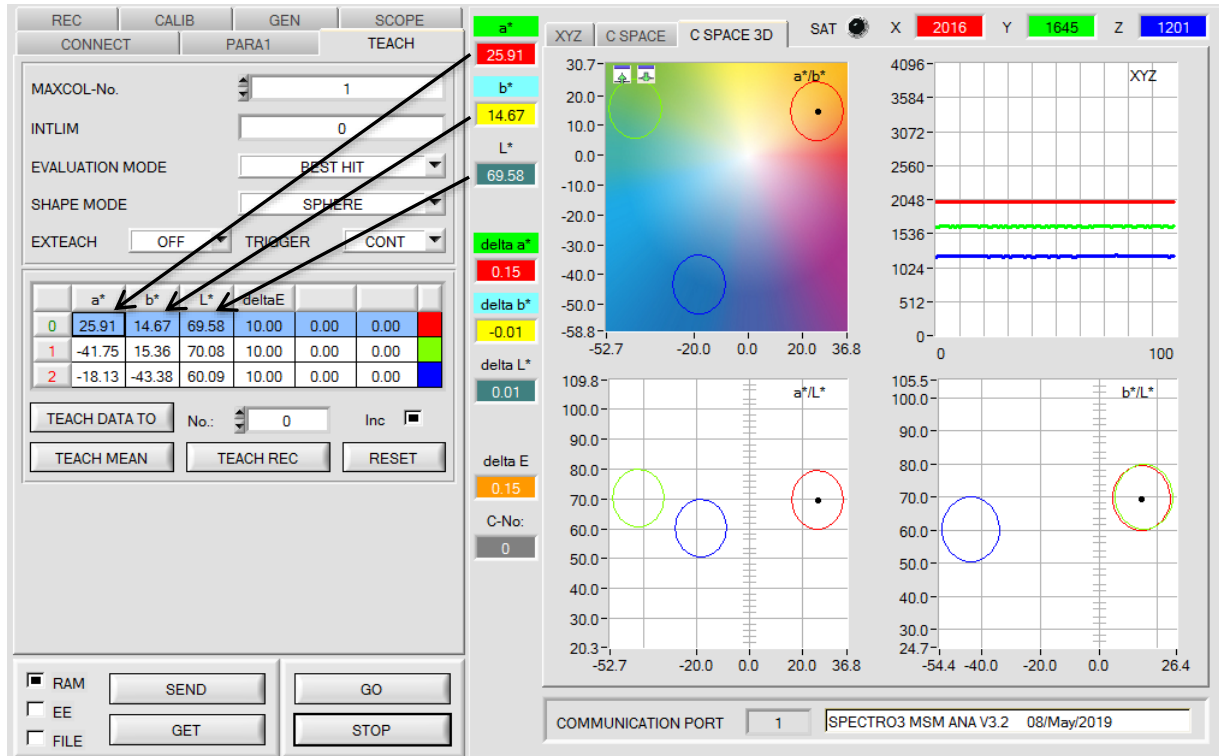 REC CALIB GEN SCOPE
CONNECT PARA1 TEACH
MAXCOL-No. 1
INTLIM 0
EVALUATION MODE BEST HIT
SHAPE MODE SPHERE
EXTEACH OFF TRIGGER CONT
a* b* L* deltaE
0 25.91 14.67 69.58 10.00 0.00 0.00
1 -41.75 15.36 70.08 10.00 0.00 0.00
2 -18.13 -43.38 60.09 10.00 0.00 0.00
TEACH DATA TO No.: 0 Inc
TEACH MEAN TEACH REC RESET
RAM SEND GO
EE
GET STOP
FILE
a*
25.91
b*
14.67
L*
69.58
delta a*
0.15
delta b*
-0.01
delta L*
0.01
delta E
0.15
C-No:
0
XYZ C SPACE C SPACE 3D SAT X 2016 Y 1645 Z 1201
a*/b*
30.7
20.0
10.0
0.0
-10.0
-20.0
-30.0
-40.0
-50.0
-58.8
-52.7 -20.0 0.0 20.0 36.8
XYZ
4096
3584
3072
2560
2048
1536
1024
512
0
0 100
a*/L*
109.8
100.0
90.0
80.0
70.0
60.0
50.0
40.0
30.0
20.3
-52.7 -20.0 0.0 20.0 36.8
b*/L*
105.5
100.0
90.0
80.0
70.0
60.0
50.0
40.0
30.0
24.7
-54.4 -40.0 -20.0 0.0 26.4
COMMUNICATION PORT 1 SPECTRO3 MSM ANA V3.2 08/May/2019